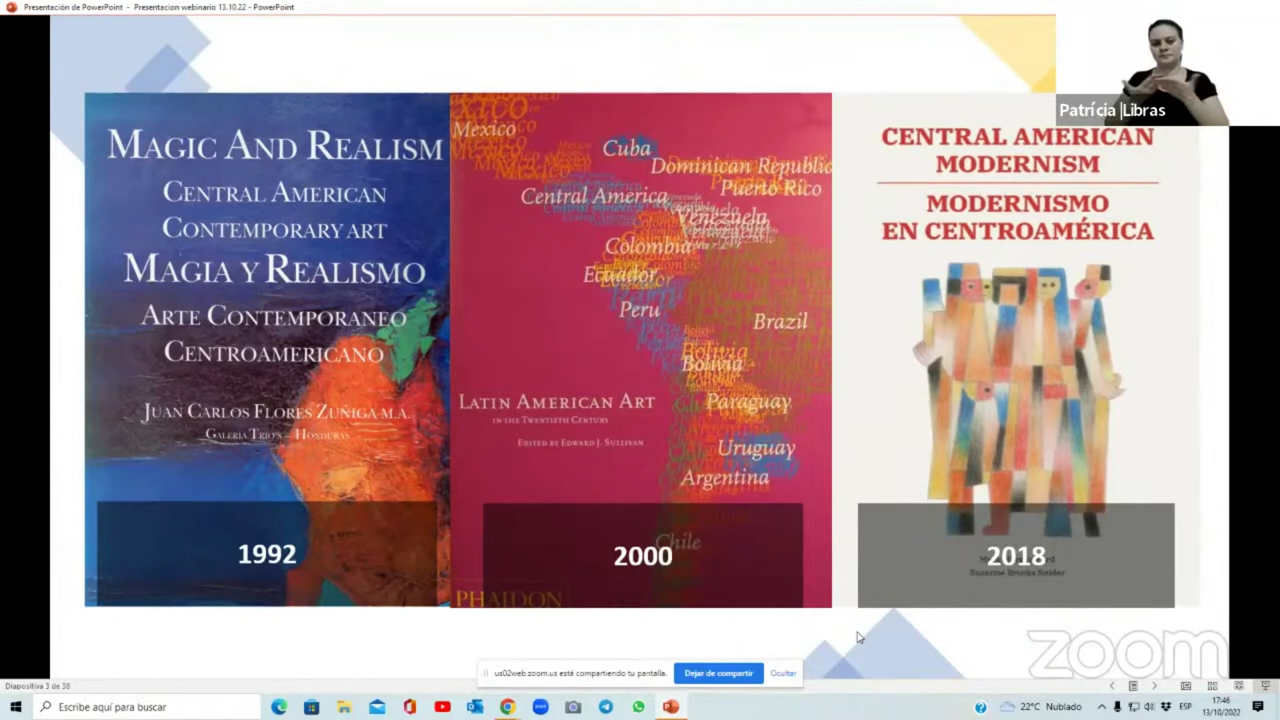 Presentación de PowerPoint - Presentacion webinario 13.10.22 - PowerPoint
Patrícia |Libras
MAGIC AND REALISM
CENTRAL AMERICAN
CONTEMPORARY ART
MAGIA Y REALISMO
ARTE CONTEMPORANEO
CENTROAMERICANO
JUAN CARLOS FLORES ZUÑIGA M.A.
GALERIA TRIO'S - HONDURAS
1992
Mexico
Cuba
Dominican Republic
Puerto Rico
Central America
Venezuela
Colombia
Ecuador
Peru
Brazil
Bolivia
Paraguay
Uruguay
Argentina
Chile
LATIN AMERICAN ART
IN THE TWENTIETH CENTURY
EDITED BY EDWARD J. SULLIVAN
2000
PHAIDON
CENTRAL AMERICAN
MODERNISM
MODERNISMO
EN CENTROAMÉRICA
2018
Suzanne Brooks Snider
zoom
us02web.zoom.us está compartiendo tu pantalla.
Dejar de compartir
Ocultar
Diapositiva 3 de 38
Escribe aquí para buscar
22°C Nublado
ESP
17:46
13/10/2022